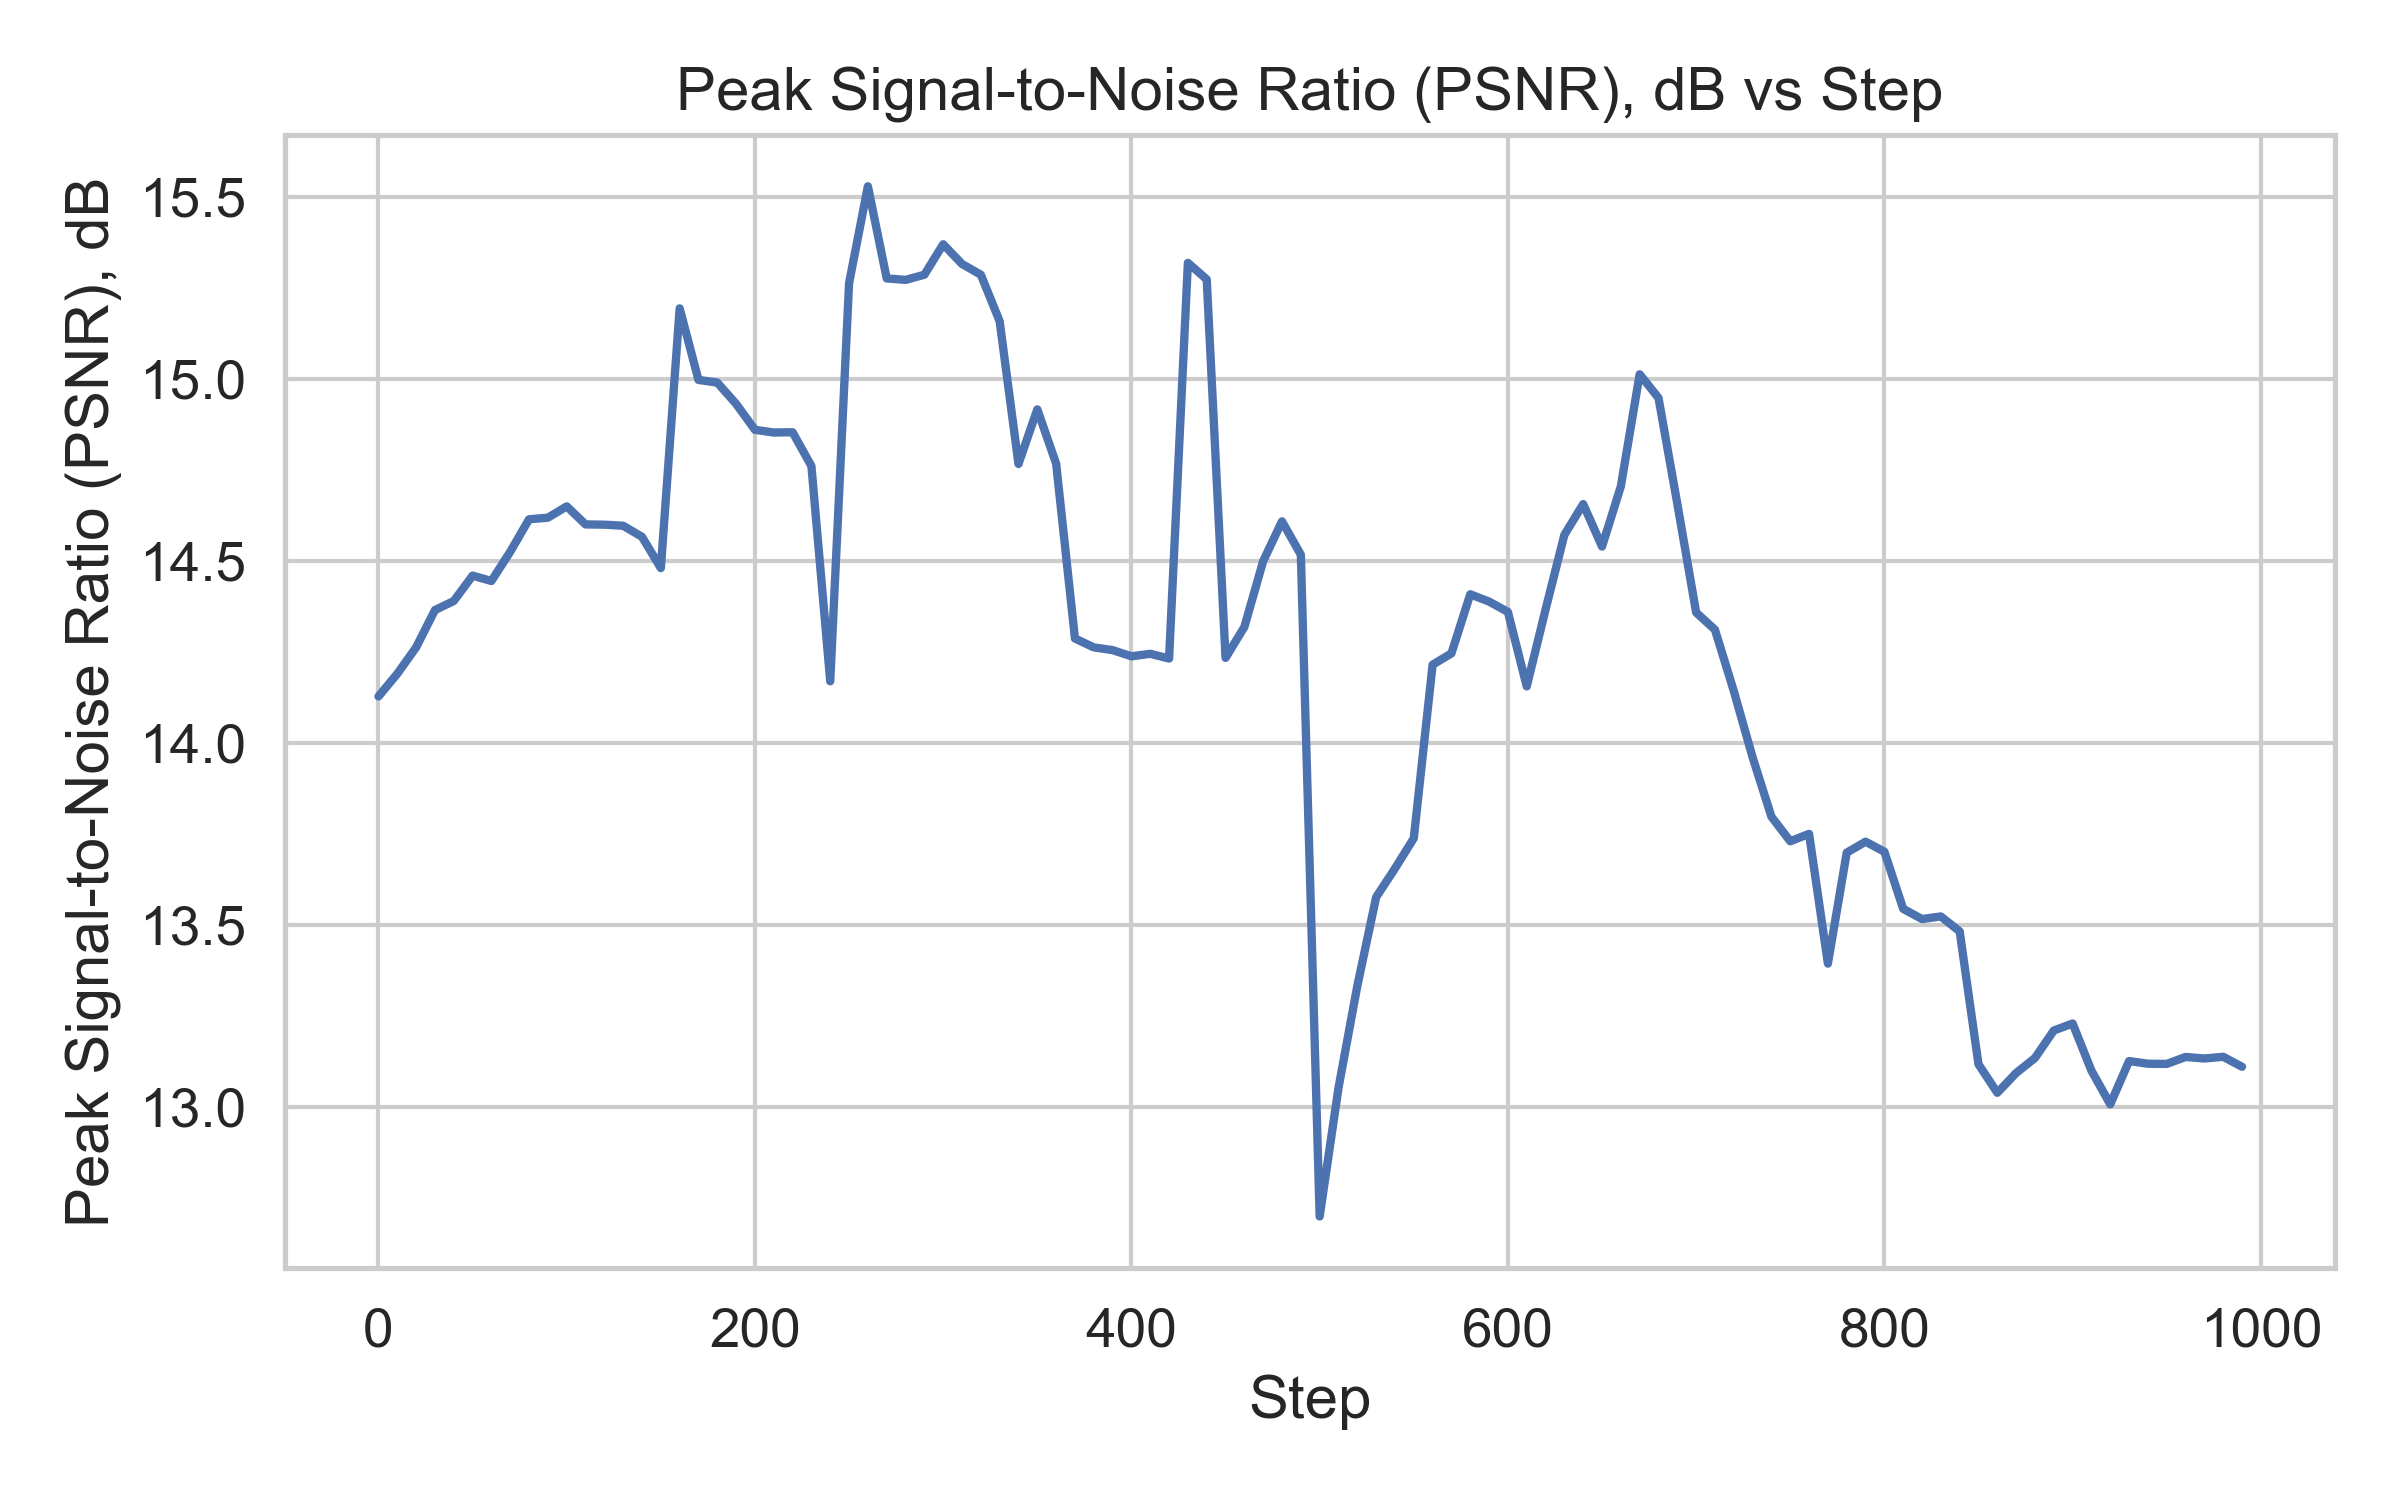 Peak Signal-to-Noise Ratio (PSNR), dB vs Step
Peak Signal-to-Noise Ratio (PSNR), dB
15.5
15.0
14.5
14.0
13.5
13.0
0 200 400 600 800 1000
Step